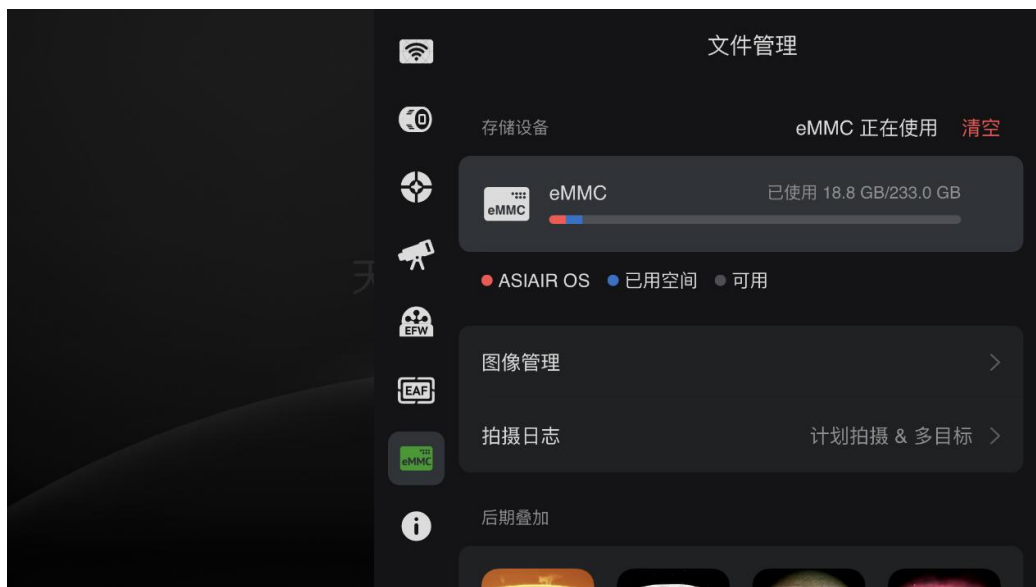 文件管理
存储设备
eMMC 正在使用 清空
eMMC
eMMC
已使用 18.8 GB/233.0 GB
天
ASIAIR OS 已用空间 可用
EFW
图像管理
EAF
拍摄日志
计划拍摄 & 多目标
eMMC
后期叠加